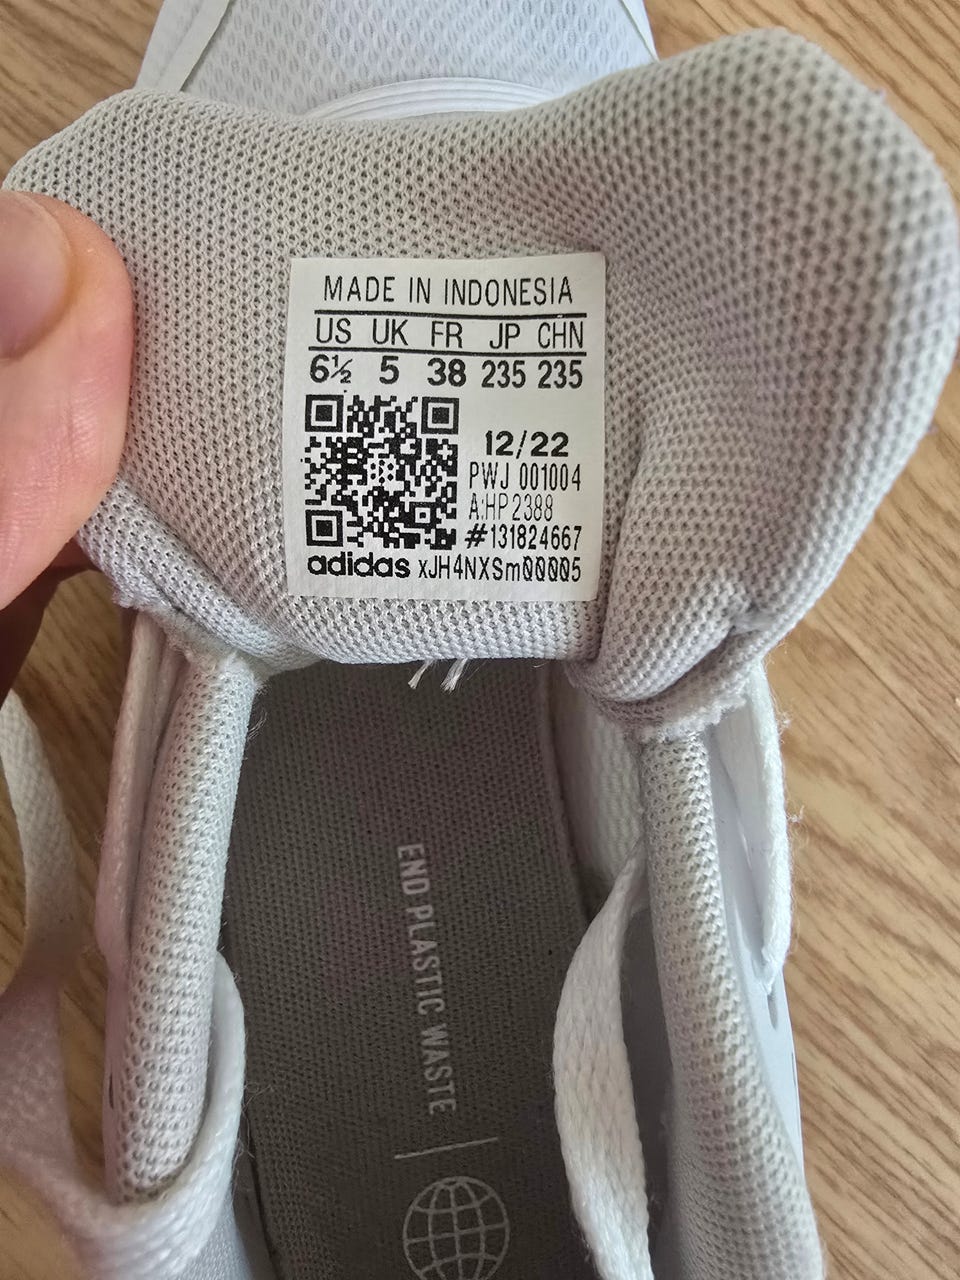 MADE IN INDONESIA
US UK FR JP CHN
6½ 5 38 235 235
12/22
PWJ 001004
A:HP2388
#131824667
adidas xJH4NXSm00005
END PLASTIC WASTE